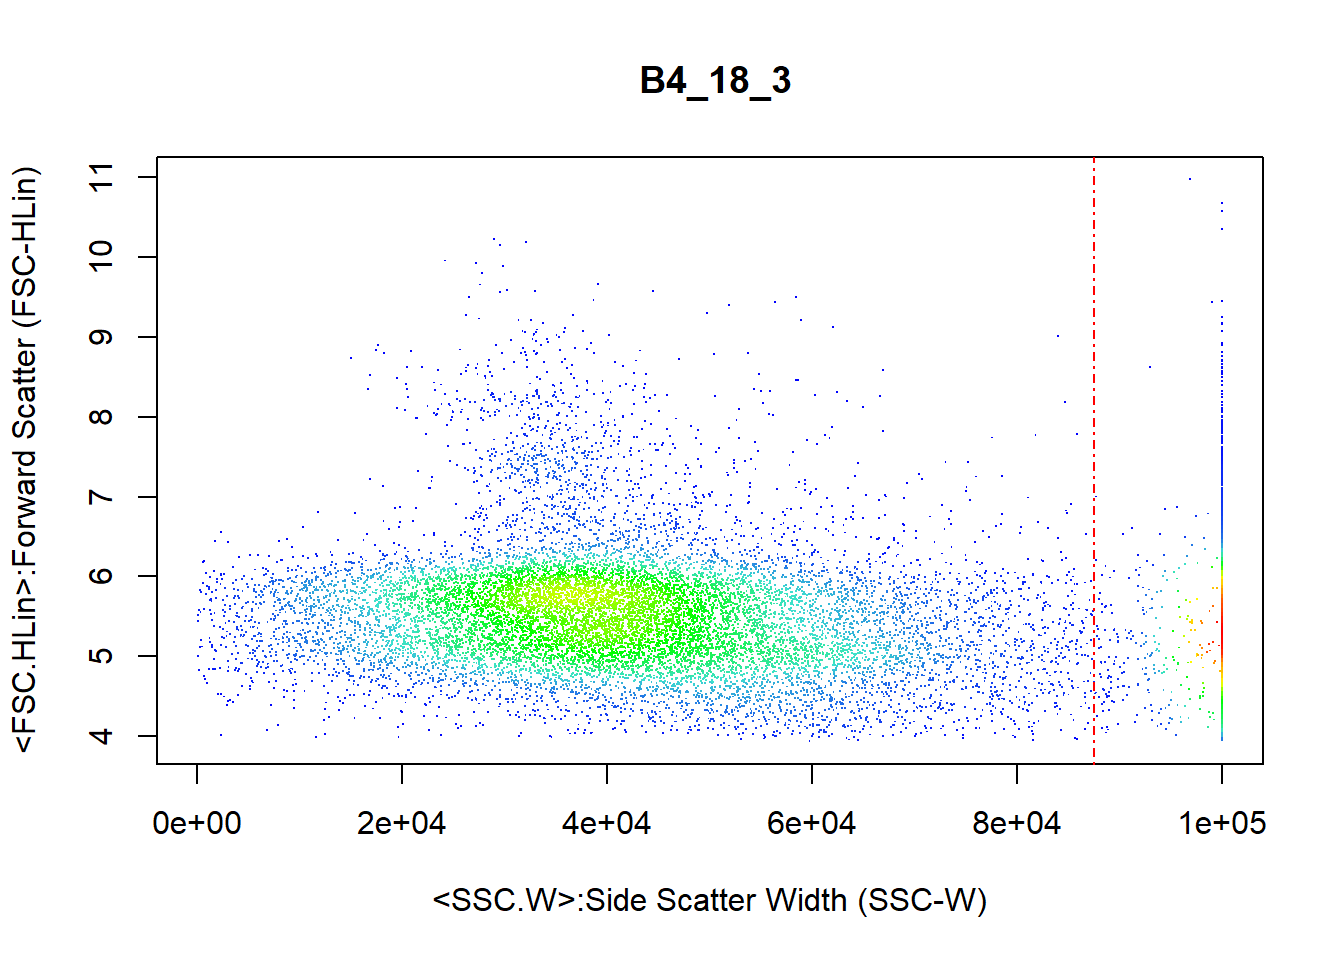 B4_18_3
<FSC.HLin>:Forward Scatter (FSC-HLin)
11
10
9
8
7
6
5
4
0e+00 2e+04 4e+04 6e+04 8e+04 1e+05
<SSC.W>:Side Scatter Width (SSC-W)